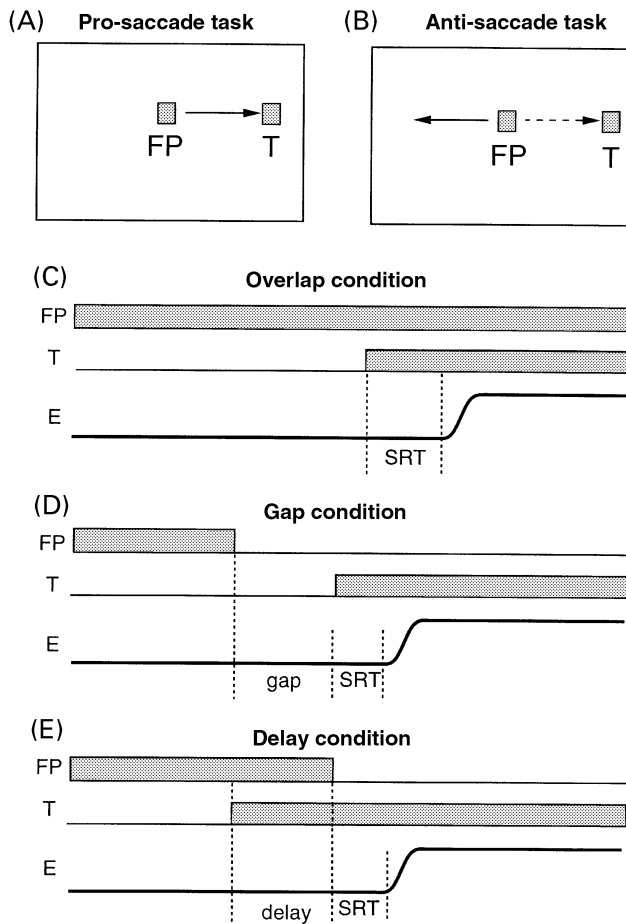 (A) Pro-saccade task
(B) Anti-saccade task
FP T
FP T
(C) Overlap condition
FP
T
E
SRT
(D) Gap condition
FP
T
E
gap SRT
(E) Delay condition
FP
T
E
delay SRT